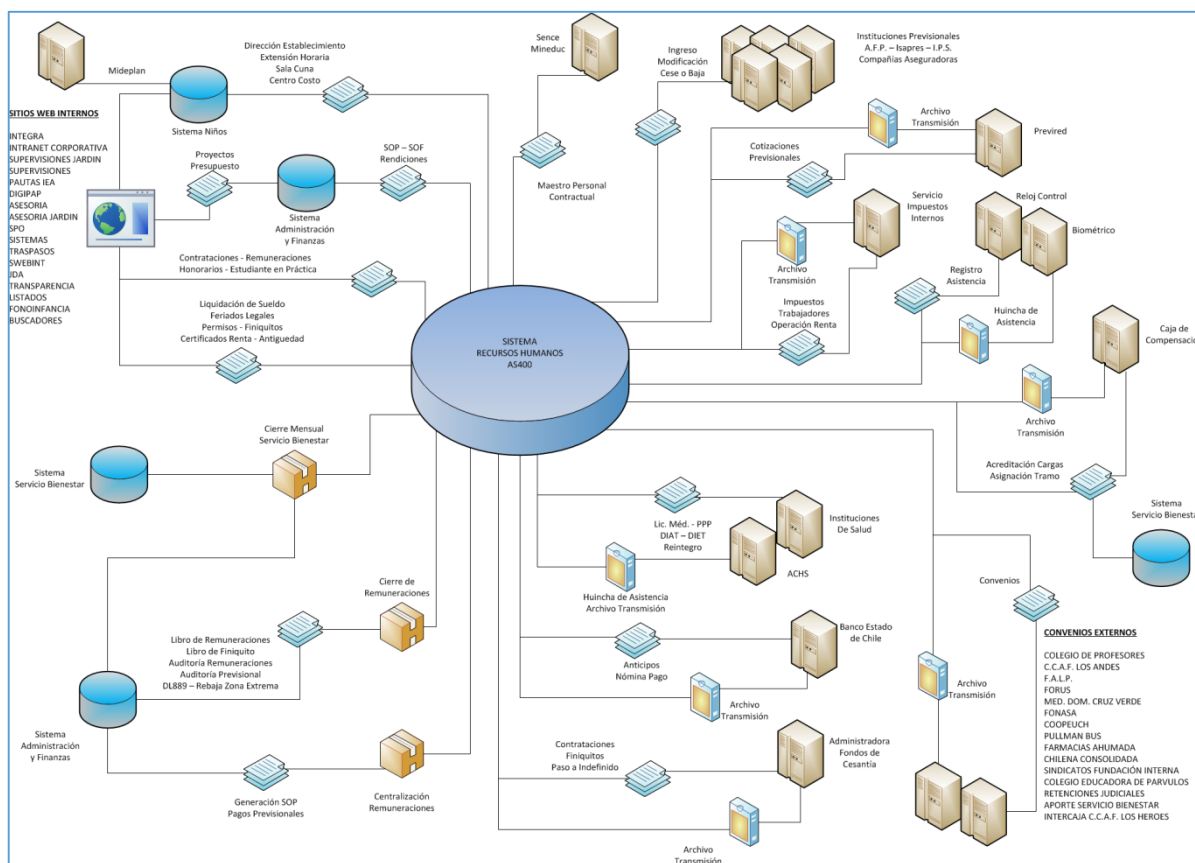 Mideplan
Dirección Establecimiento
Extensión Horaria
Sala Cuna
Centro Costo
Sistema Niños
SITIOS WEB INTERNOS
INTEGRA
INTRANET CORPORATIVA
SUPERVISIONES JARDIN
SUPERVISIONES
PAUTAS IEA
DIGIPAP
ASESORIA
ASESORIA JARDIN
SPO
SISTEMAS
TRASPASOS
SWEBINT
JDA
TRANSPARENCIA
LISTADOS
FONOINFANCIA
BUSCADORES
Proyectos
Presupuesto
SOP – SOF
Rendiciones
Sistema
Administración
y Finanzas
Contrataciones - Remuneraciones
Honorarios - Estudiante en Práctica
Liquidación de Sueldo
Feriados Legales
Permisos - Finiquitos
Certificados Renta - Antiguedad
Sence
Mineduc
Maestro Personal
Contractual
Ingreso
Modificación
Cese o Baja
Instituciones Previsionales
A.F.P. – Isapres – I.P.S.
Compañías Aseguradoras
Archivo
Transmisión
Previred
Cotizaciones
Previsionales
Servicio
Impuestos
Internos
Archivo
Transmisión
Impuestos
Trabajadores
Operación Renta
Reloj Control
Biométrico
Registro
Asistencia
Huincha de
Asistencia
Caja de
Compensació
Archivo
Transmisión
Acreditación Cargas
Asignación Tramo
Sistema
Servicio Bienesta
SISTEMA
RECURSOS HUMANOS
AS400
Cierre Mensual
Servicio Bienestar
Sistema
Servicio Bienestar
Cierre de
Remuneraciones
Libro de Remuneraciones
Libro de Finiquito
Auditoría Remuneraciones
Auditoría Previsional
DL889 – Rebaja Zona Extrema
Sistema
Administración
y Finanzas
Generación SOP
Pagos Previsionales
Centralización
Remuneraciones
Lic. Méd. - PPP
DIAT – DIET
Reintegro
Instituciones
De Salud
ACHS
Huincha de Asistencia
Archivo Transmisión
Banco Estado
de Chile
Anticipos
Nómina Pago
Archivo
Transmisión
Contrataciones
Finiquitos
Paso a Indefinido
Administradora
Fondos de
Cesantía
Archivo
Transmisión
Convenios
Archivo
Transmisión
CONVENIOS EXTERNOS
COLEGIO DE PROFESORES
C.C.A.F. LOS ANDES
F.A.L.P.
FORUS
MED. DOM. CRUZ VERDE
FONASA
COOPEUCH
PULLMAN BUS
FARMACIAS AHUMADA
CHILENA CONSOLIDADA
SINDICATOS FUNDACIÓN INTERNA
COLEGIO EDUCADORA DE PARVULOS
RETENCIONES JUDICIALES
APORTE SERVICIO BIENESTAR
INTERCAJA C.C.A.F. LOS HEROES